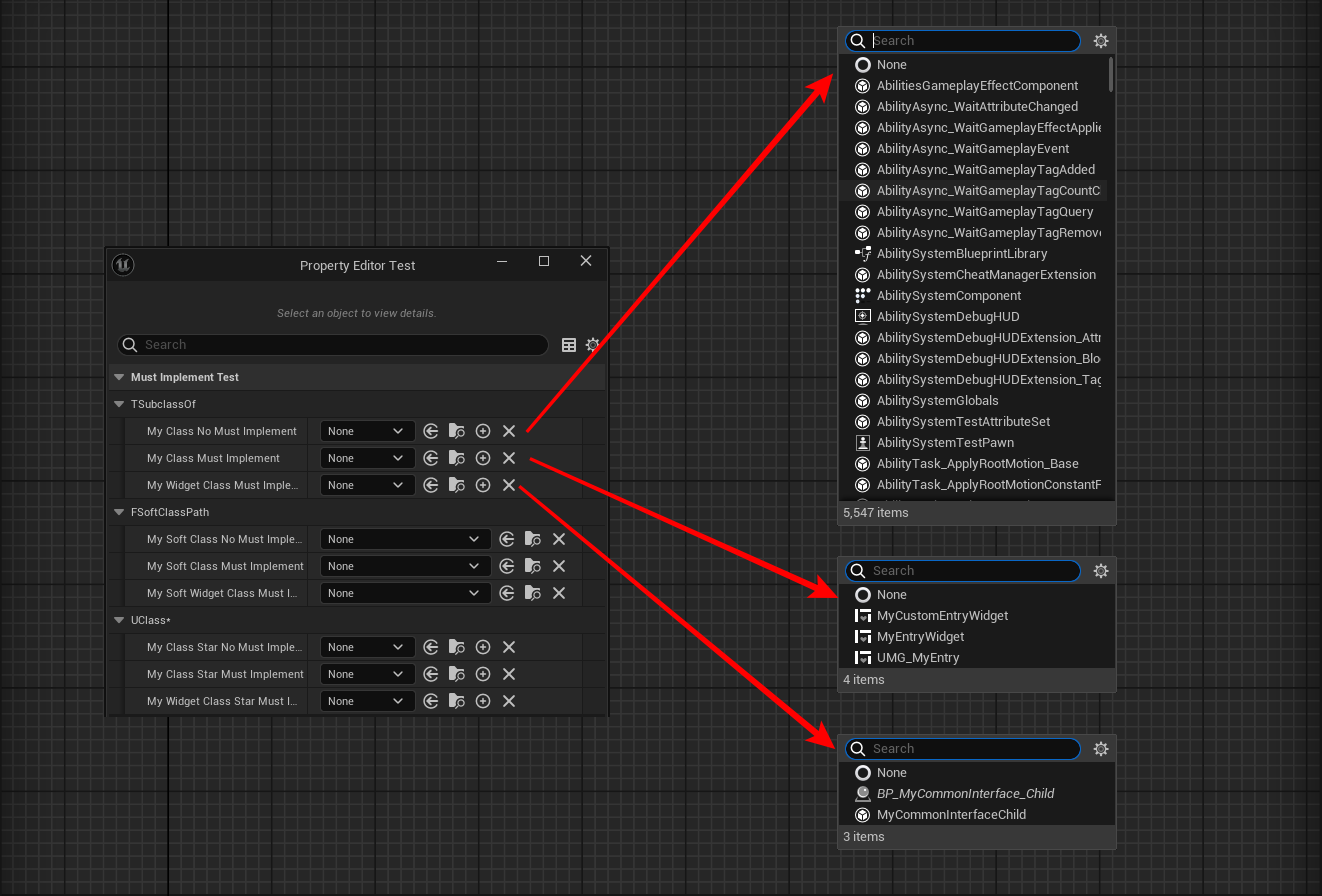 Property Editor Test
Select an object to view details.
Search
Must Implement Test
TSubclassOf
My Class No Must Implement None
My Class Must Implement None
My Widget Class Must Imple... None
FSoftClassPath
My Soft Class No Must Imple... None
My Soft Class Must Implement None
My Soft Widget Class Must I... None
UClass*
My Class Star No Must Imple... None
My Class Star Must Implement None
My Widget Class Star Must I... None
Search
None
AbilitiesGameplayEffectComponent
AbilityAsync_WaitAttributeChanged
AbilityAsync_WaitGameplayEffectApplie
AbilityAsync_WaitGameplayEvent
AbilityAsync_WaitGameplayTagAdded
AbilityAsync_WaitGameplayTagCountC
AbilityAsync_WaitGameplayTagQuery
AbilityAsync_WaitGameplayTagRemove
AbilitySystemBlueprintLibrary
AbilitySystemCheatManagerExtension
AbilitySystemComponent
AbilitySystemDebugHUD
AbilitySystemDebugHUDExtension_Attr
AbilitySystemDebugHUDExtension_Blo
AbilitySystemDebugHUDExtension_Tag
AbilitySystemGlobals
AbilitySystemTestAttributeSet
AbilitySystemTestPawn
AbilityTask_ApplyRootMotion_Base
AbilityTask_ApplyRootMotionConstantF
5,547 items
Search
None
MyCustomEntryWidget
MyEntryWidget
UMG_MyEntry
4 items
Search
None
BP_MyCommonInterface_Child
MyCommonInterfaceChild
3 items